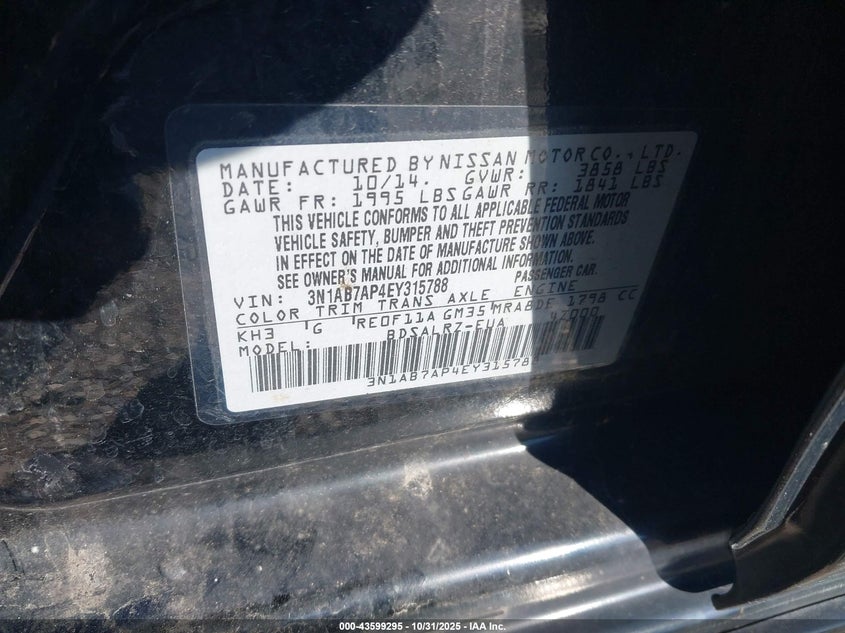 MANUFACTURED BY NISSAN MOTOR CO., LTD.
DATE: 10/14. GVWR: 3858 LBS
GAWR FR: 1995 LBS GAWR RR: 1841 LBS
THIS VEHICLE CONFORMS TO ALL APPLICABLE FEDERAL MOTOR
VEHICLE SAFETY, BUMPER AND THEFT PREVENTION STANDARDS
IN EFFECT ON THE DATE OF MANUFACTURE SHOWN ABOVE.
SEE OWNER'S MANUAL FOR ADDITIONAL INFORMATION.
VIN: 3N1AB7AP4EY315788 PASSENGER CAR.
COLOR TRIM TRANS AXLE ENGINE
KH3 'G 'RE0F11A GM35'MRA8DE 1798 CC
MODEL: BDSALRZ-EUA 4Z000
3N1AB7AP4EY31578
000-43599295 - 10/31/2025 - IAA Inc.